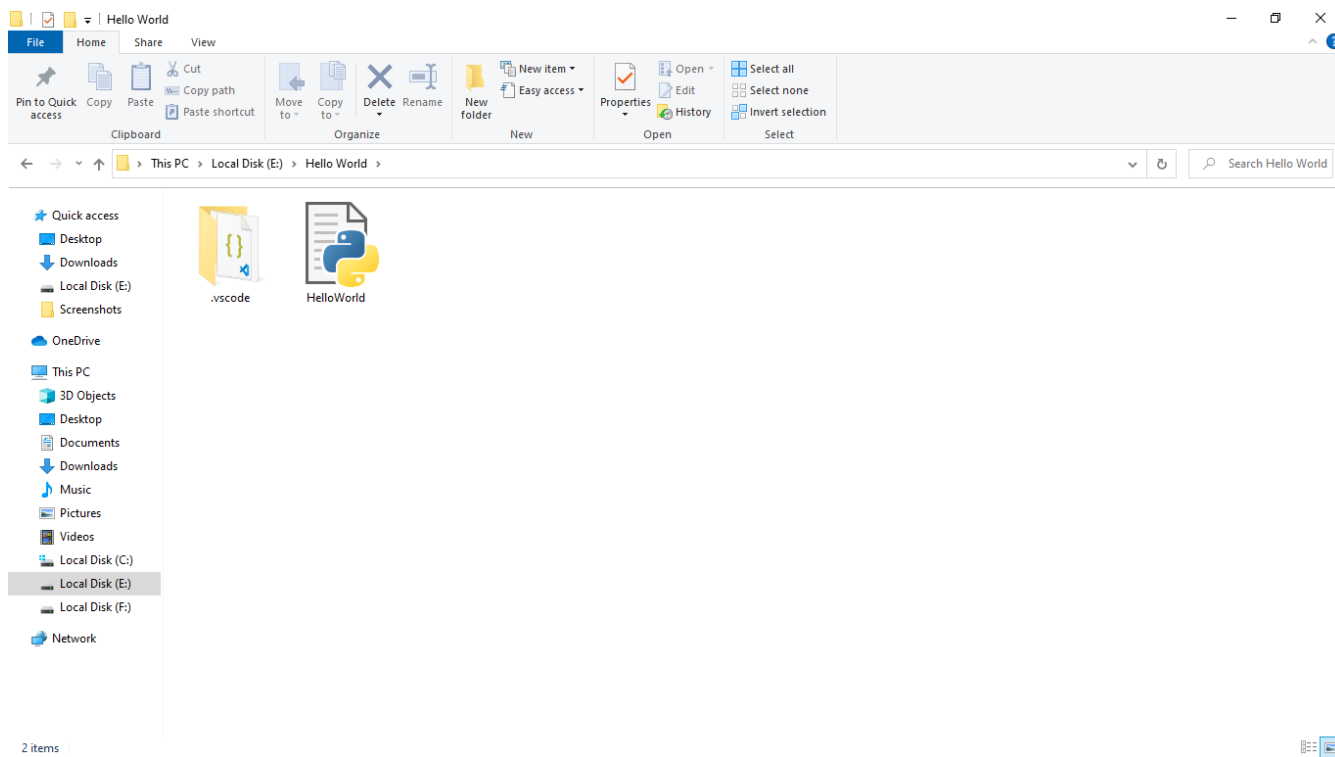 Hello World
File Home Share View
Pin to Quick access
Copy
Paste
Cut
Copy path
Paste shortcut
Clipboard
Move to
Copy to
Delete
Rename
Organize
New folder
New item
Easy access
New
Properties
Open
Edit
History
Open
Select all
Select none
Invert selection
Select
This PC > Local Disk (E:) > Hello World >
Search Hello World
Quick access
Desktop
Downloads
Local Disk (E:)
Screenshots
OneDrive
This PC
3D Objects
Desktop
Documents
Downloads
Music
Pictures
Videos
Local Disk (C:)
Local Disk (E:)
Local Disk (F:)
Network
.vscode
HelloWorld
{}
2 items